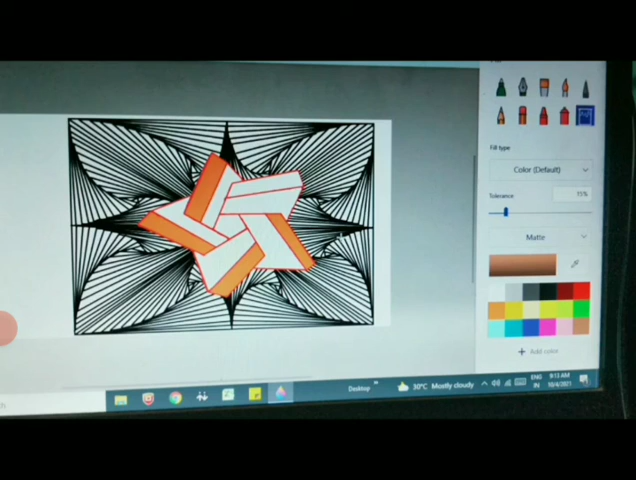 Fill type
Color (Default)
Tolerance
15%
Matte
+ Add color
Desktop
30°C Mostly cloudy
ENG
IN
9:13 AM
10/4/2021